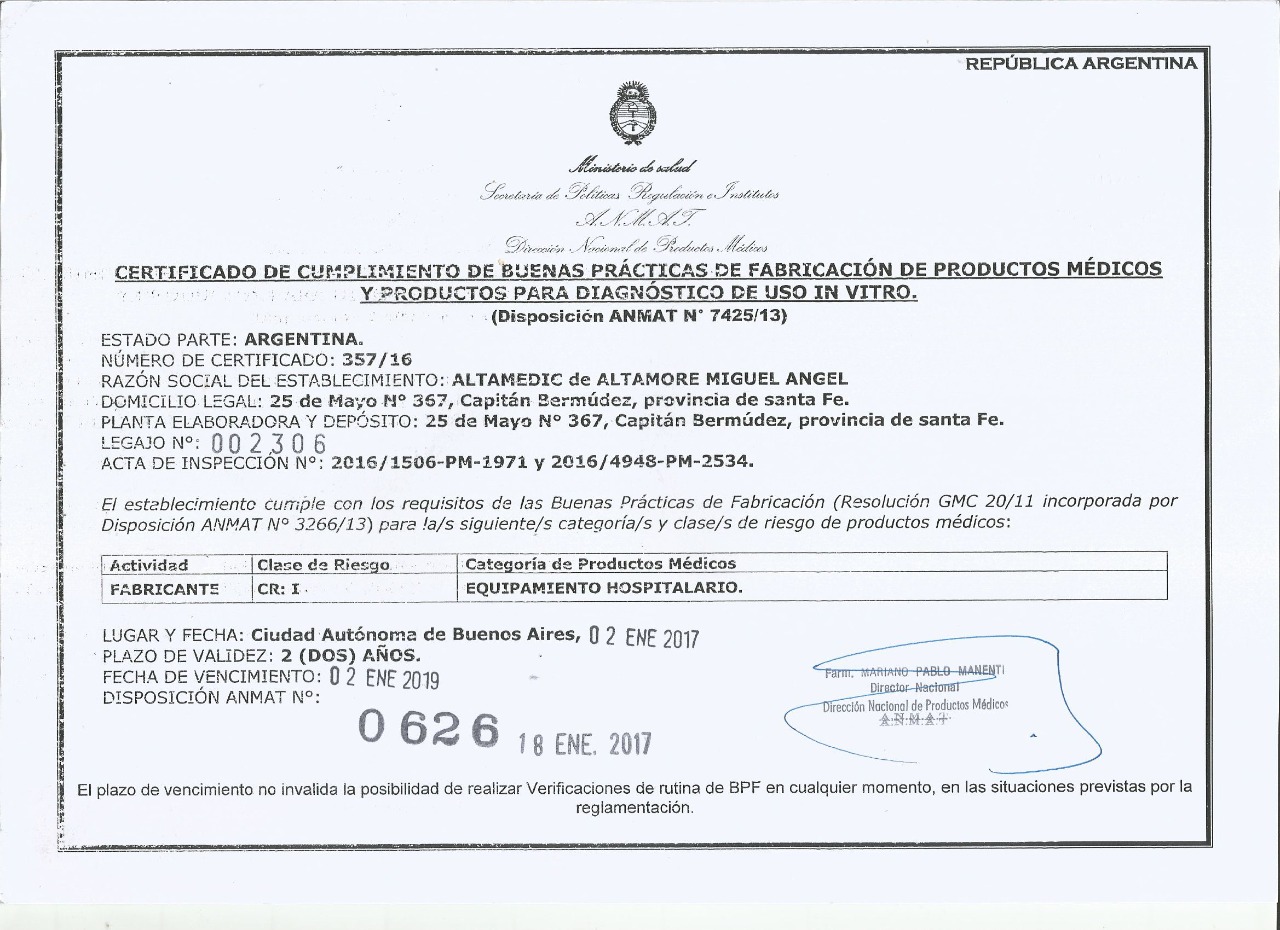 REPÚBLICA ARGENTINA
Ministerio de salud
Secretaría de Políticas Regulación e Institutos
A.N.M.A.T.
Dirección Nacional de Productos Médicos
CERTIFICADO DE CUMPLIMIENTO DE BUENAS PRÁCTICAS DE FABRICACIÓN DE PRODUCTOS MÉDICOS
Y PRODUCTOS PARA DIAGNÓSTICO DE USO IN VITRO.
(Disposición ANMAT N° 7425/13)
ESTADO PARTE: ARGENTINA.
NÚMERO DE CERTIFICADO: 357/16
RAZÓN SOCIAL DEL ESTABLECIMIENTO: ALTAMEDIC de ALTAMORE MIGUEL ANGEL
DOMICILIO LEGAL: 25 de Mayo Nº 367, Capitán Bermúdez, provincia de santa Fe.
PLANTA ELABORADORA Y DEPÓSITO: 25 de Mayo Nº 367, Capitán Bermúdez, provincia de santa Fe.
LEGAJO Nº: 002306
ACTA DE INSPECCIÓN Nº: 2016/1506-PM-1971 y 2016/4948-PM-2534.
El establecimiento cumple con los requisitos de las Buenas Prácticas de Fabricación (Resolución GMC 20/11 incorporada por
Disposición ANMAT Nº 3266/13) para la/s siguiente/s categoría/s y clase/s de riesgo de productos médicos:
Actividad Clase de Riesgo Categoría de Productos Médicos
FABRICANTE CR: I EQUIPAMIENTO HOSPITALARIO.
LUGAR Y FECHA: Ciudad Autónoma de Buenos Aires, 02 ENE 2017
PLAZO DE VALIDEZ: 2 (DOS) AÑOS.
FECHA DE VENCIMIENTO: 02 ENE 2019
DISPOSICIÓN ANMAT Nº:
0626 18 ENE. 2017
Farm. MARIANO PABLO MANENTI
Director Nacional
Dirección Nacional de Productos Médicos
A.N.M.A.T.
El plazo de vencimiento no invalida la posibilidad de realizar Verificaciones de rutina de BPF en cualquier momento, en las situaciones previstas por la
reglamentación.